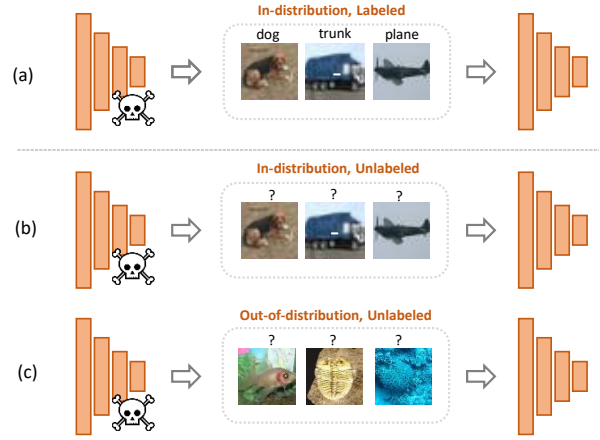 In-distribution, Labeled
dog trunk plane
(a)
In-distribution, Unlabeled
? ? ?
(b)
Out-of-distribution, Unlabeled
? ? ?
(c)